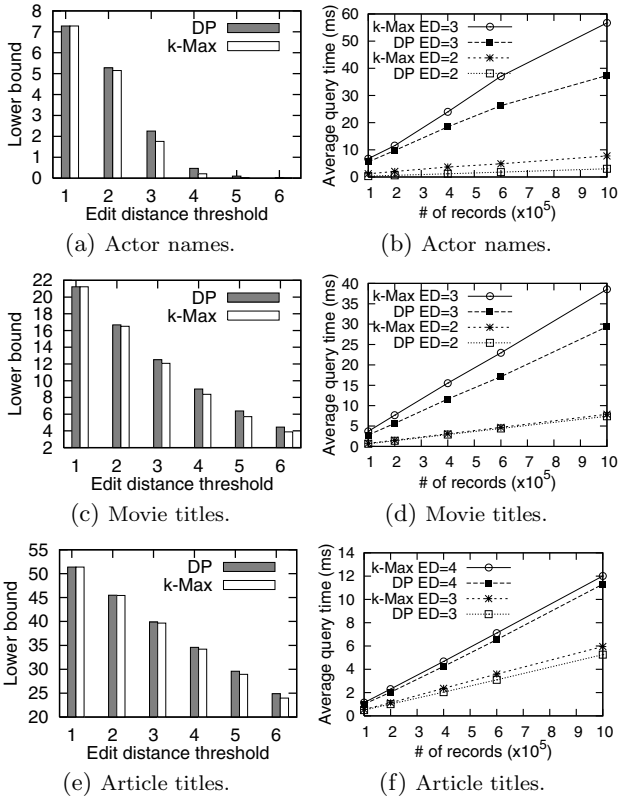 8
7
6
5
4
3
2
1
0
Lower bound
DP
k-Max
1 2 3 4 5 6
Edit distance threshold
(a) Actor names.
60
50
40
30
20
10
0
Average query time (ms)
k-Max ED=3
DP ED=3
k-Max ED=2
DP ED=2
1 2 4 6 8 10
# of records (x10⁵)
(b) Actor names.
22
20
18
16
14
12
10
8
6
4
2
Lower bound
DP
k-Max
1 2 3 4 5 6
Edit distance threshold
(c) Movie titles.
40
35
30
25
20
15
10
5
0
Average query time (ms)
k-Max ED=3
DP ED=3
k-Max ED=2
DP ED=2
1 2 4 6 8 10
# of records (x10⁵)
(d) Movie titles.
55
50
45
40
35
30
25
20
Lower bound
DP
k-Max
1 2 3 4 5 6
Edit distance threshold
(e) Article titles.
14
12
10
8
6
4
2
0
Average query time (ms)
k-Max ED=4
DP ED=4
k-Max ED=3
DP ED=3
1 2 4 6 8 10
# of records (x10⁵)
(f) Article titles.